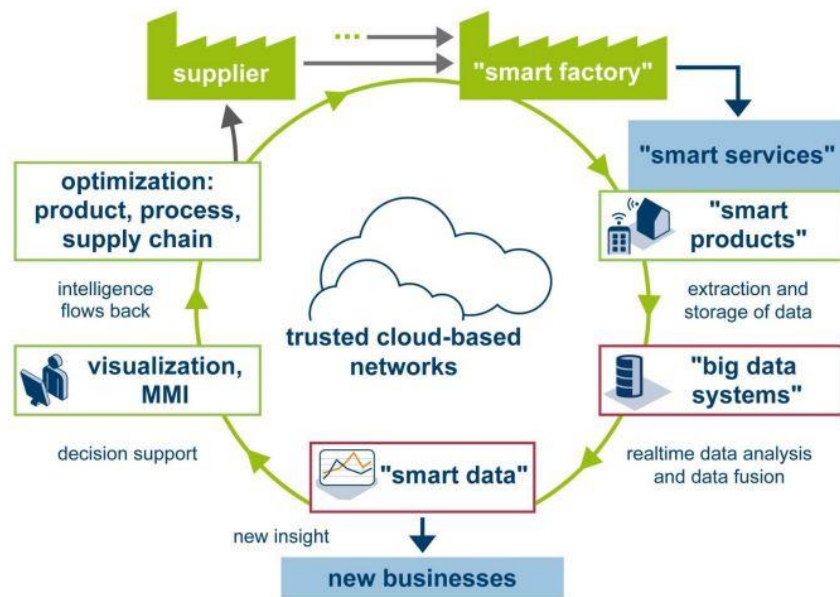 supplier
"smart factory"
"smart services"
"smart
products"
extraction and
storage of data
"big data
systems"
realtime data analysis
and data fusion
"smart data"
new insight
new businesses
decision support
visualization,
MMI
intelligence
flows back
optimization:
product, process,
supply chain
trusted cloud-based
networks